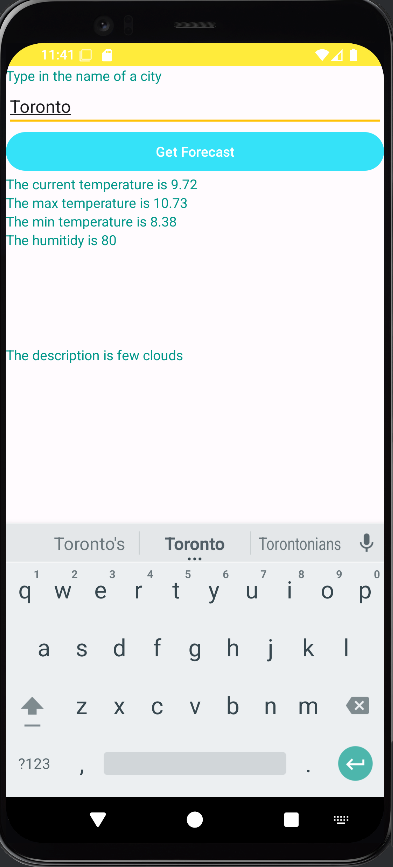 11:41
Type in the name of a city
Toronto
Get Forecast
The current temperature is 9.72
The max temperature is 10.73
The min temperature is 8.38
The humitidy is 80
The description is few clouds
Toronto's Toronto Torontonians
1 2 3 4 5 6 7 8 9 0
q w e r t y u i o p
a s d f g h j k l
z x c v b n m
?123 , .